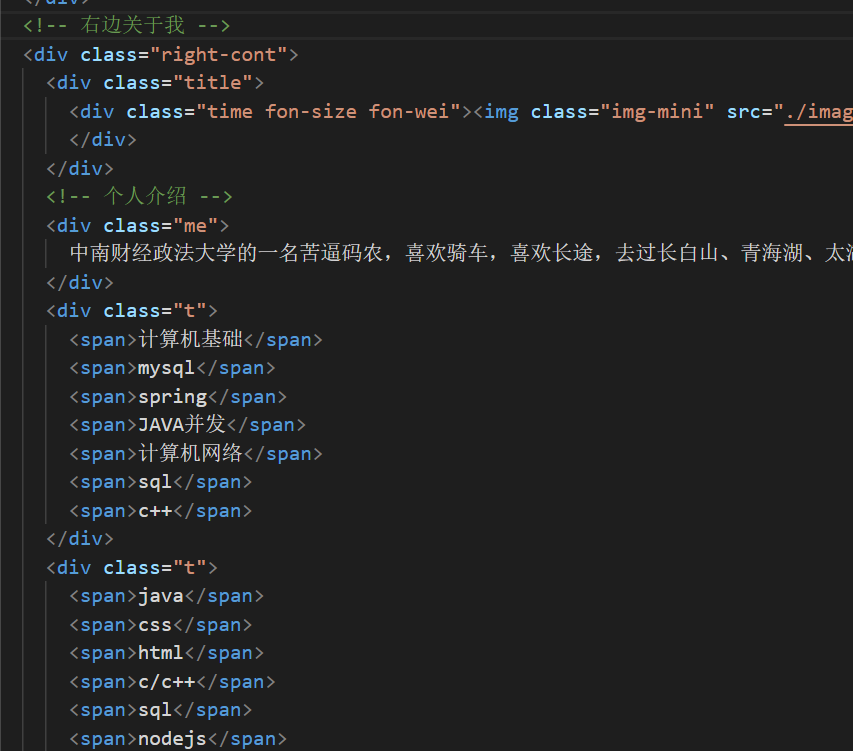 </div>
<!-- 右边关于我 -->
<div class="right-cont">
<div class="title">
<div class="time fon-size fon-wei"><img class="img-mini" src="./imag
</div>
</div>
<!-- 个人介绍 -->
<div class="me">
中南财经政法大学的一名苦逼码农，喜欢骑车，喜欢长途，去过长白山、青海湖、太
</div>
<div class="t">
<span>计算机基础</span>
<span>mysql</span>
<span>spring</span>
<span>JAVA并发</span>
<span>计算机网络</span>
<span>sql</span>
<span>c++</span>
</div>
<div class="t">
<span>java</span>
<span>css</span>
<span>html</span>
<span>c/c++</span>
<span>sql</span>
<span>nodejs</span>